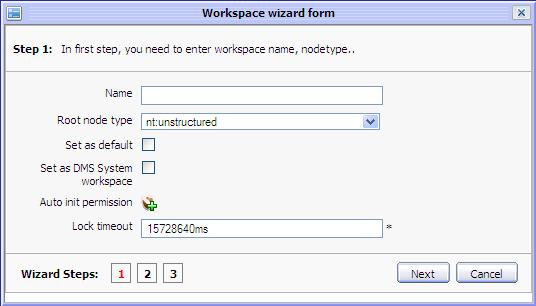 Workspace wizard form
Step 1: In first step, you need to enter workspace name, nodetype..
Name
Root node type nt:unstructured
Set as default
Set as DMS System
workspace
Auto init permission
Lock timeout 15728640ms *
Wizard Steps: 1 2 3 Next Cancel